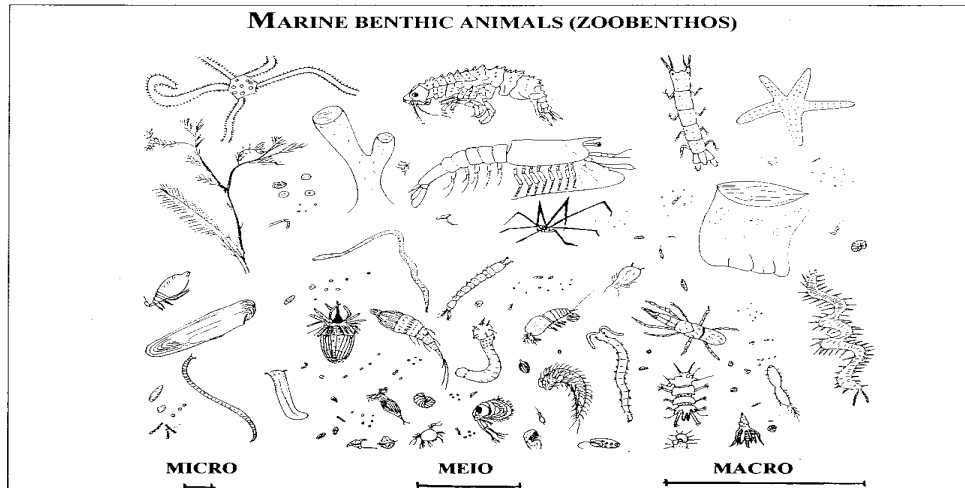 MARINE BENTHIC ANIMALS (ZOOBENTHOS)
MICRO MEIO MACRO